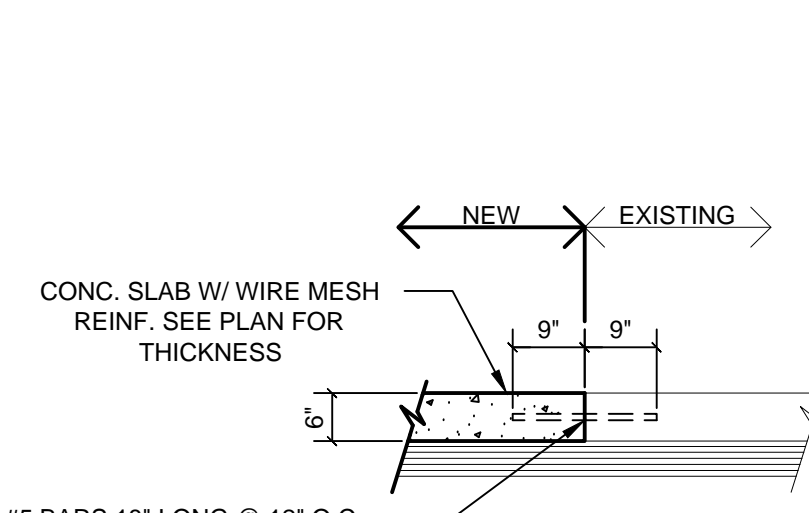 NEW EXISTING
CONC. SLAB W/ WIRE MESH
REINF. SEE PLAN FOR
THICKNESS
9" 9"
6"
#5 BARS 18" LONG @ 18" O.C.